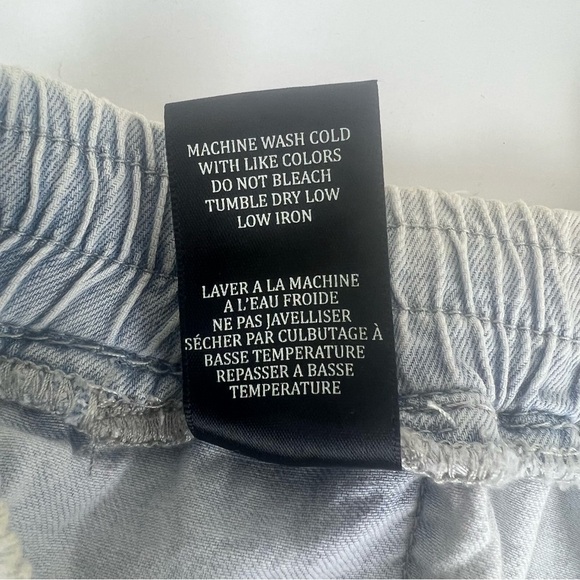 MACHINE WASH COLD
WITH LIKE COLORS
DO NOT BLEACH
TUMBLE DRY LOW
LOW IRON
LAVER A LA MACHINE
A L'EAU FROIDE
NE PAS JAVELLISER
SÉCHER PAR CULBUTAGE À
BASSE TEMPERATURE
REPASSER A BASSE
TEMPERATURE